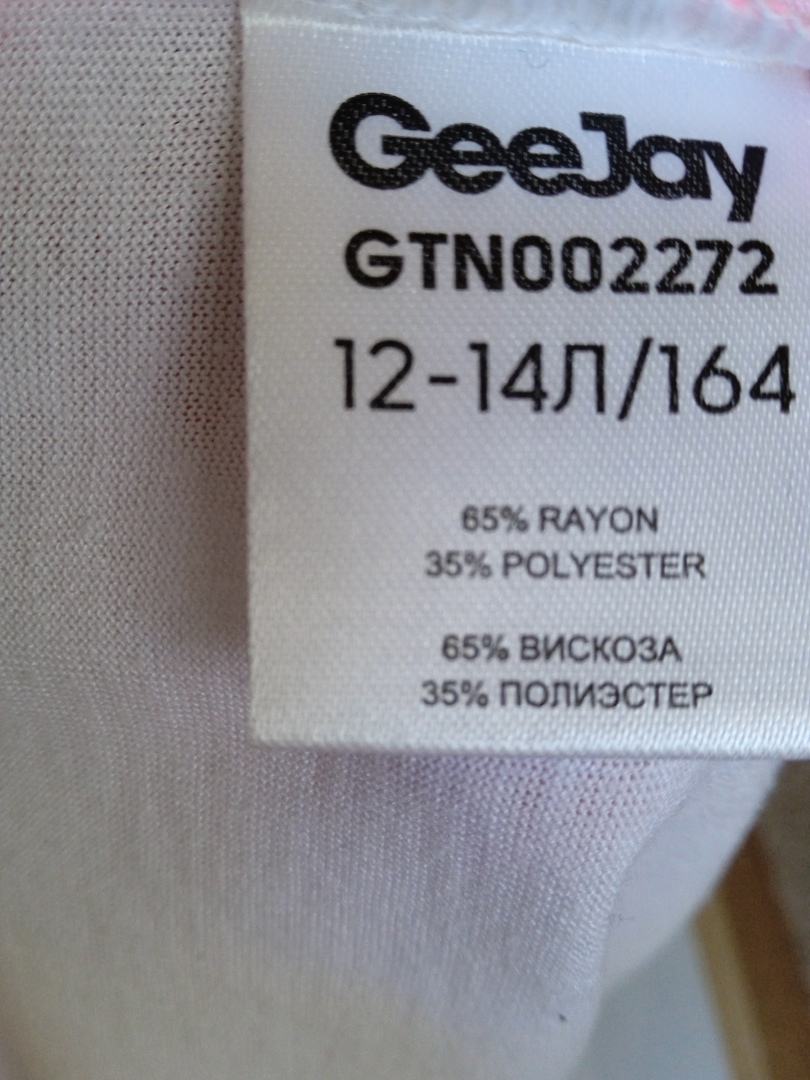 GeeJay
GTN002272
12-14Л/164
65% RAYON
35% POLYESTER
65% ВИСКОЗА
35% ПОЛИЭСТЕР